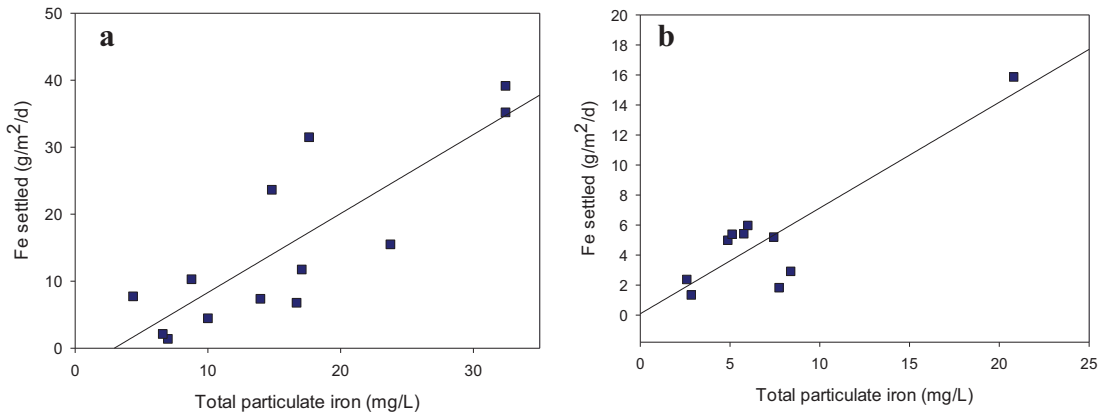 a
50
40
30
20
10
0
Fe settled (g/m²/d)
0 10 20 30
Total particulate iron (mg/L)
b
20
18
16
14
12
10
8
6
4
2
0
Fe settled (g/m²/d)
0 5 10 15 20 25
Total particulate iron (mg/L)